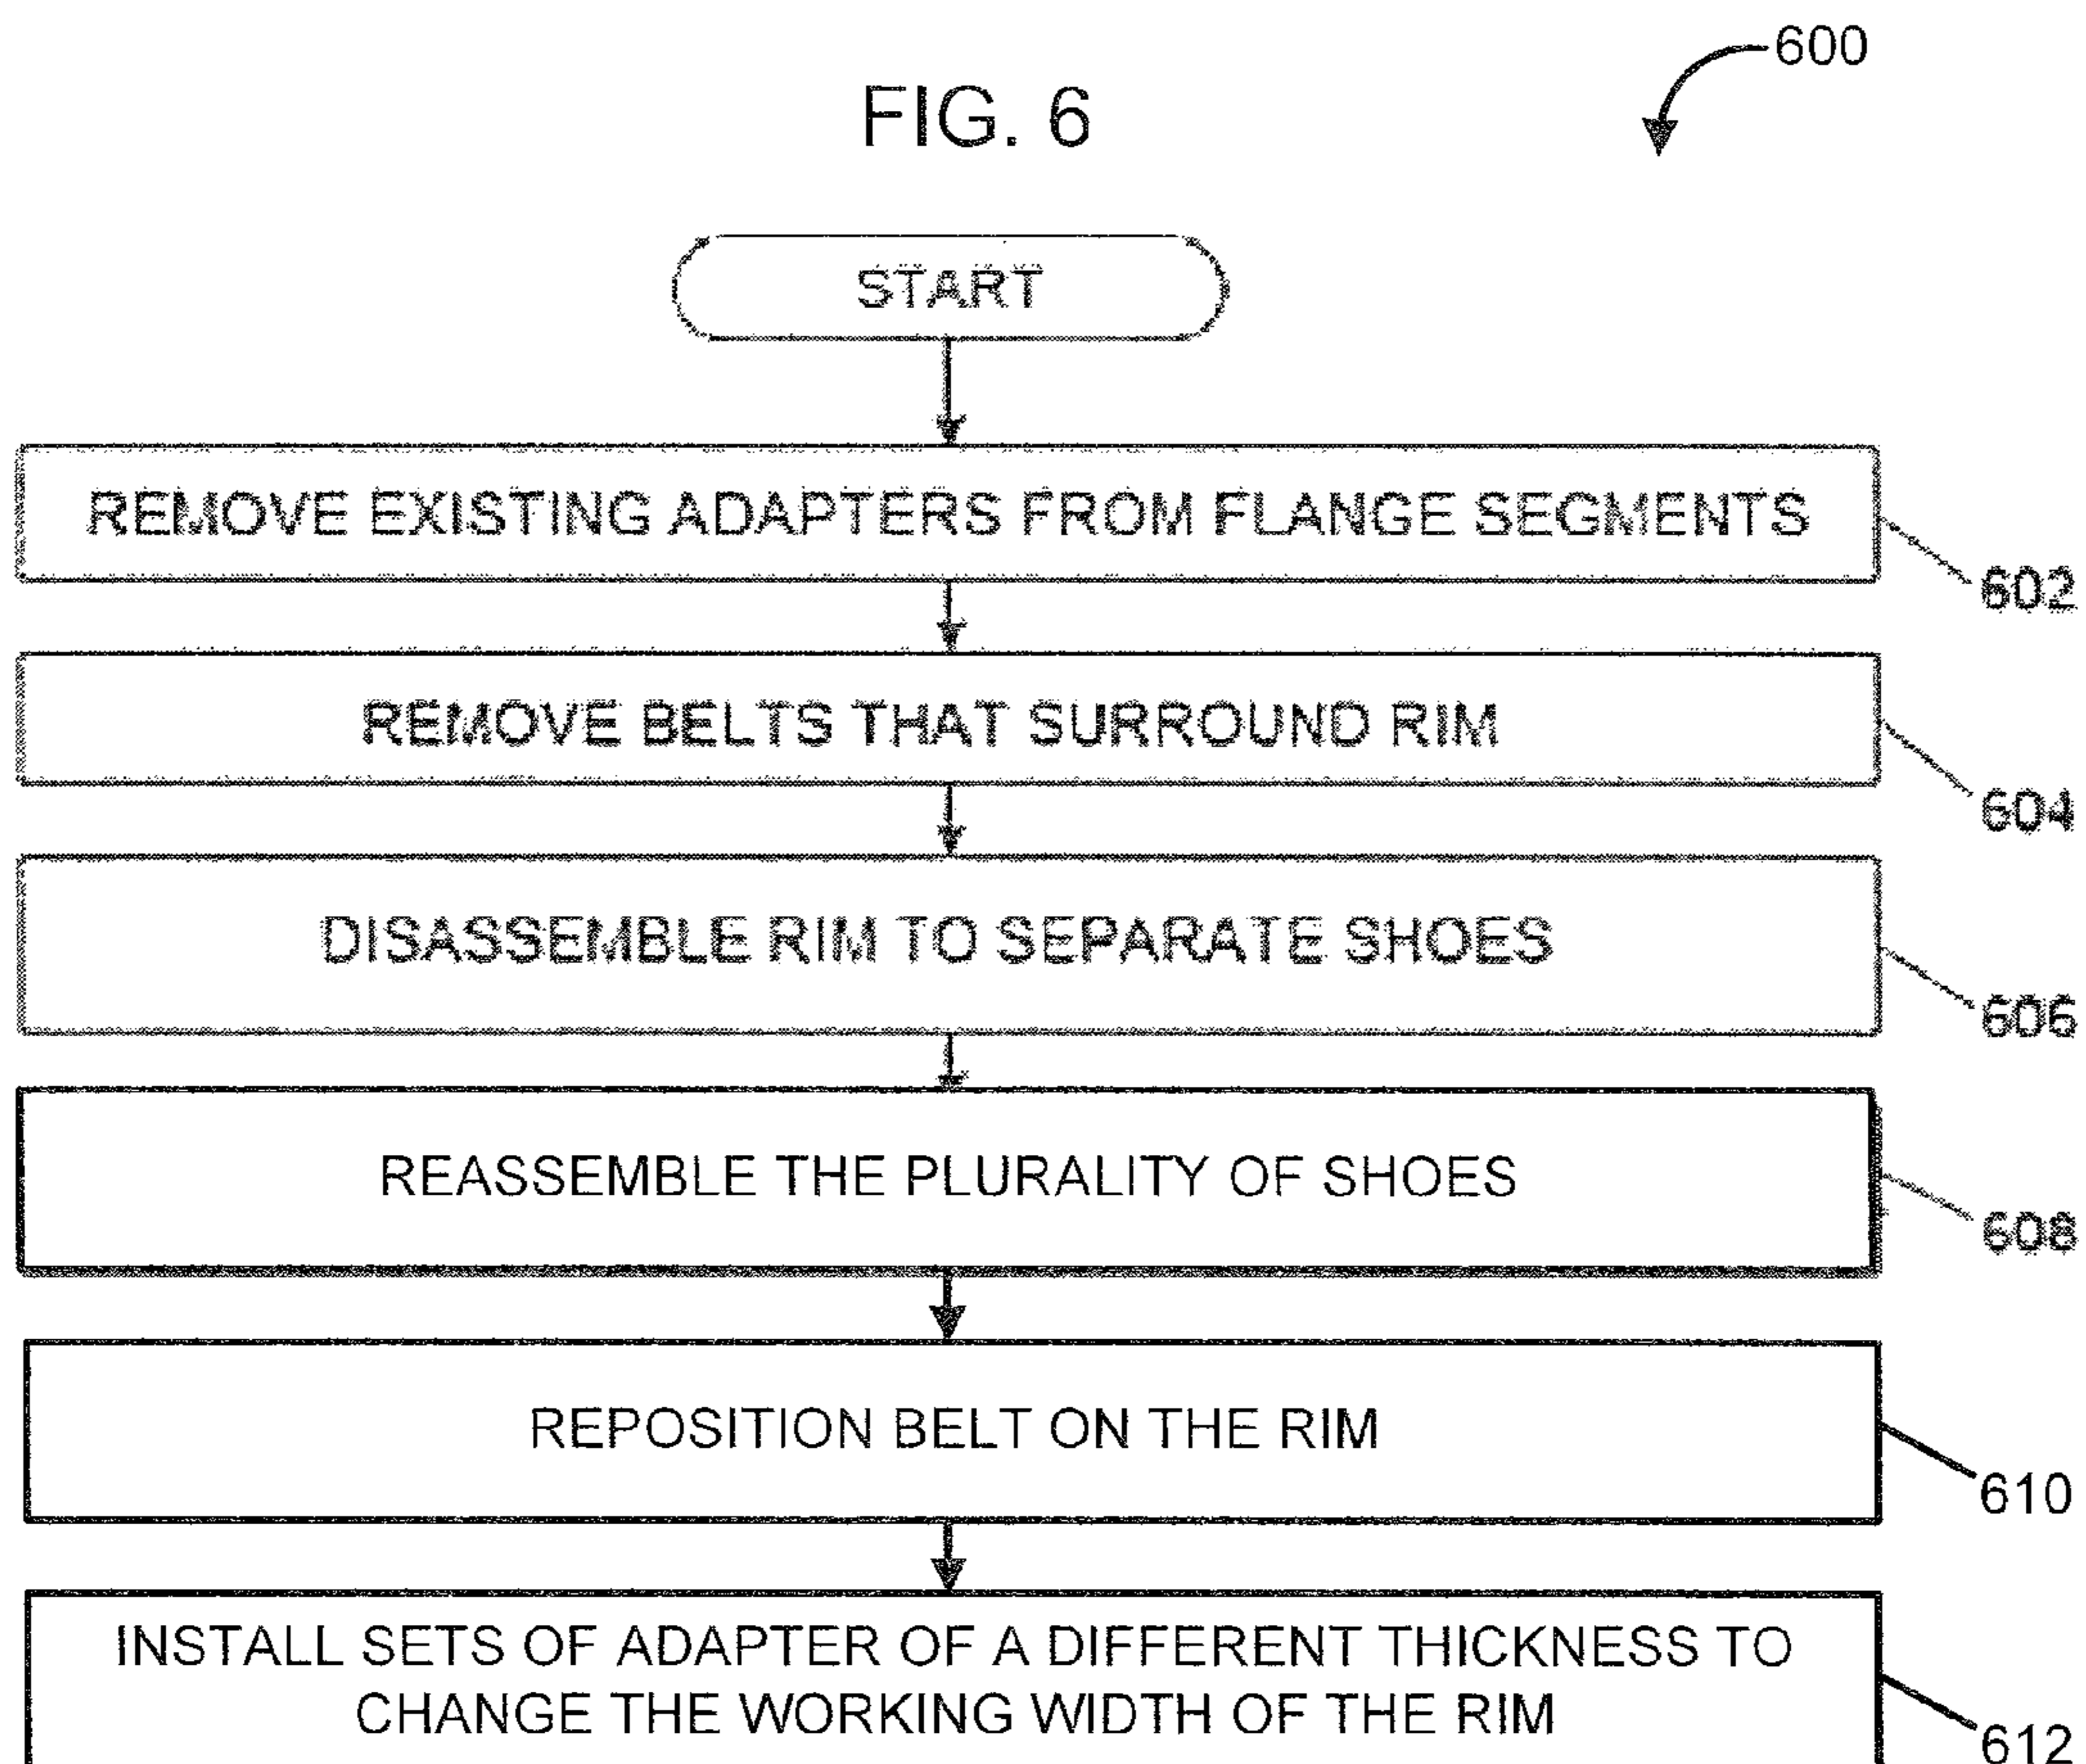 600
FIG. 6
START
REMOVE EXISTING ADAPTERS FROM FLANGE SEGMENTS
602
REMOVE BELTS THAT SURROUND RIM
604
DISASSEMBLE RIM TO SEPARATE SHOES
606
REASSEMBLE THE PLURALITY OF SHOES
608
REPOSITION BELT ON THE RIM
610
INSTALL SETS OF ADAPTER OF A DIFFERENT THICKNESS TO
CHANGE THE WORKING WIDTH OF THE RIM
612